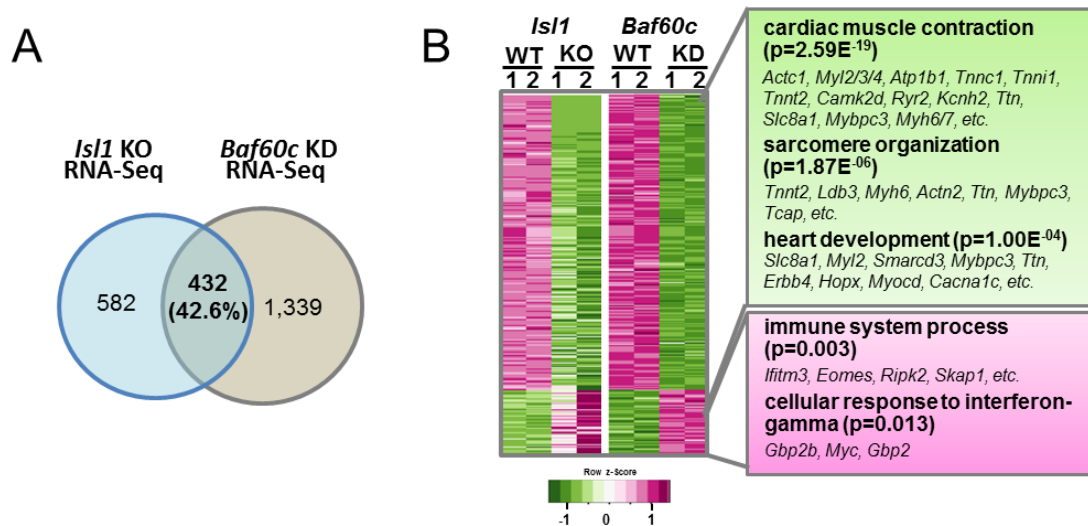 A
Isl1 KO
RNA-Seq
Baf60c KD
RNA-Seq
582
432
(42.6%)
1,339
B
Isl1 Baf60c
WT KO WT KD
1 2 1 2 1 2 1 2
Row z-Score
-1 0 1
cardiac muscle contraction
(p=2.59E-19)
Actc1, Myl2/3/4, Atp1b1, Tnnc1, Tnni1,
Tnnt2, Camk2d, Ryr2, Kcnh2, Ttn,
Slc8a1, Mybpc3, Myh6/7, etc.
sarcomere organization
(p=1.87E-06)
Tnnt2, Ldb3, Myh6, Actn2, Ttn, Mybpc3,
Tcap, etc.
heart development (p=1.00E-04)
Slc8a1, Myl2, Smarcd3, Mybpc3, Ttn,
Erbb4, Hopx, Myocd, Cacna1c, etc.
immune system process
(p=0.003)
Ifitm3, Eomes, Ripk2, Skap1, etc.
cellular response to interferon-
gamma (p=0.013)
Gbp2b, Myc, Gbp2